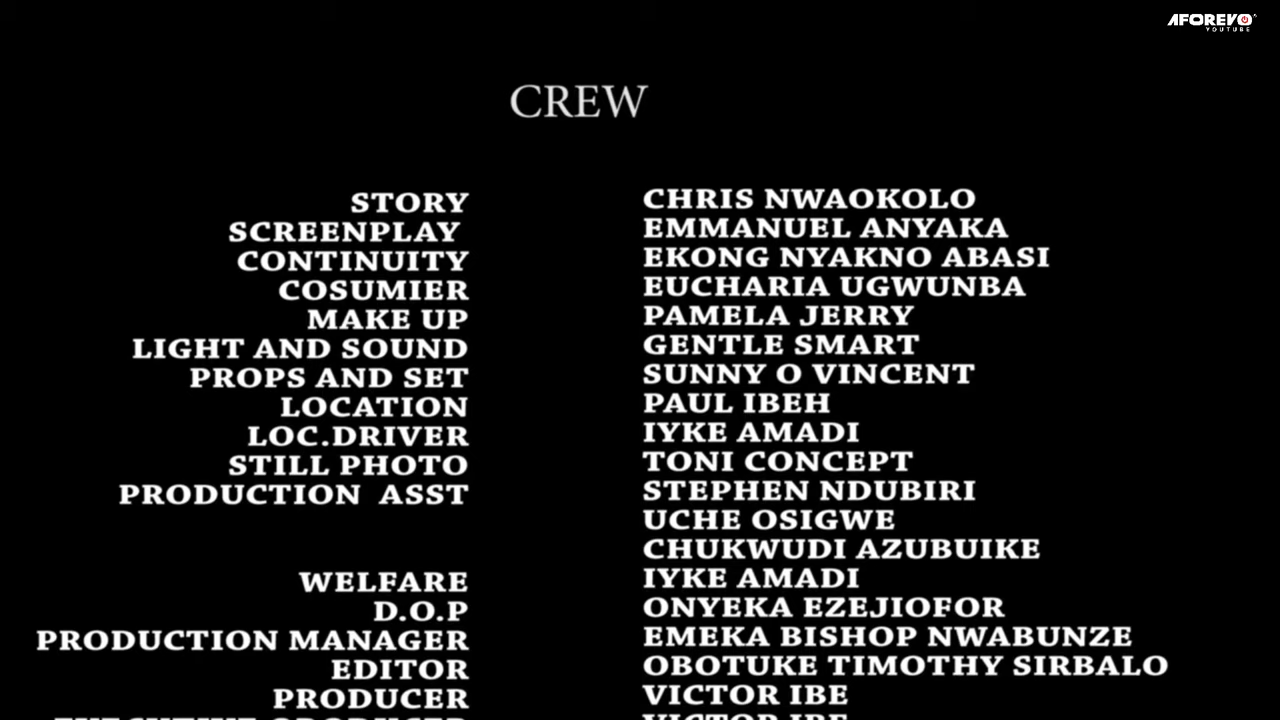 AFOREVO
YOUTUBE
CREW
STORY CHRIS NWAOKOLO
SCREENPLAY EMMANUEL ANYAKA
CONTINUITY EKONG NYAKNO ABASI
COSUMIER EUCHARIA UGWUNBA
MAKE UP PAMELA JERRY
LIGHT AND SOUND GENTLE SMART
PROPS AND SET SUNNY O VINCENT
LOCATION PAUL IBEH
LOC.DRIVER IYKE AMADI
STILL PHOTO TONI CONCEPT
PRODUCTION ASST STEPHEN NDUBIRI
UCHE OSIGWE
CHUKWUDI AZUBUIKE
WELFARE IYKE AMADI
D.O.P ONYEKA EZEJIOFOR
PRODUCTION MANAGER EMEKA BISHOP NWABUNZE
EDITOR OBOTUKE TIMOTHY SIRBALO
PRODUCER VICTOR IBE